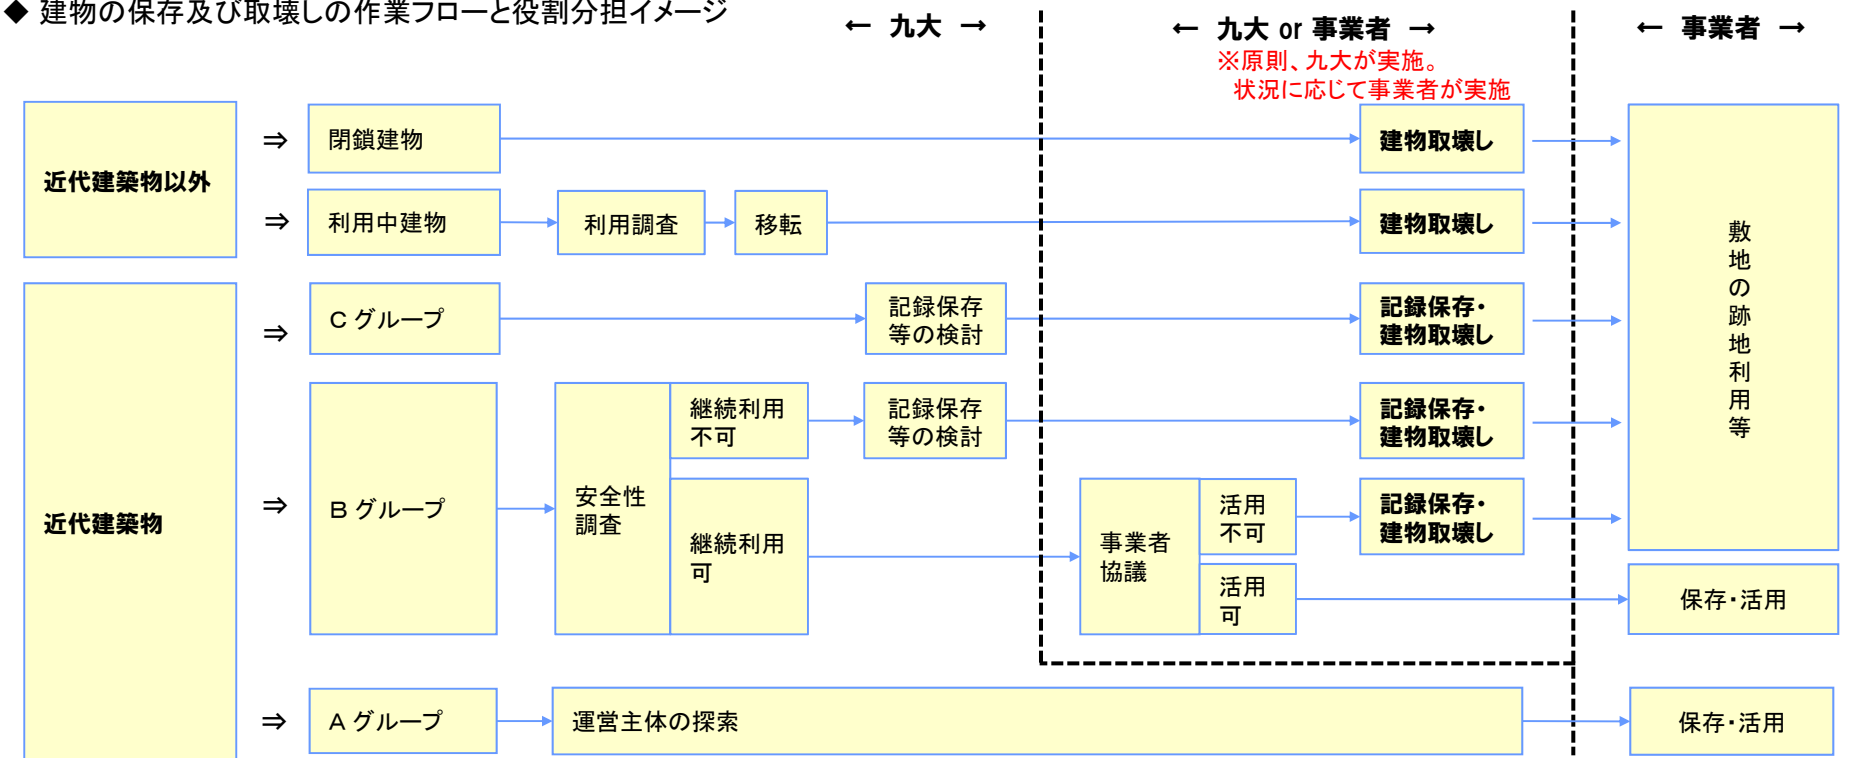 ◆ 建物の保存及び取壊しの作業フローと役割分担イメージ
← 九大 →
← 九大 or 事業者 →
← 事業者 →
※原則、九大が実施。
状況に応じて事業者が実施
近代建築物以外
⇒
閉鎖建物
建物取壊し
⇒
利用中建物
利用調査
移転
建物取壊し
敷地の跡地利用等
近代建築物
⇒
C グループ
記録保存
等の検討
記録保存・
建物取壊し
⇒
B グループ
安全性
調査
継続利用
不可
記録保存
等の検討
記録保存・
建物取壊し
継続利用
可
事業者
協議
活用
不可
記録保存・
建物取壊し
活用
可
保存・活用
⇒
A グループ
運営主体の探索
保存・活用